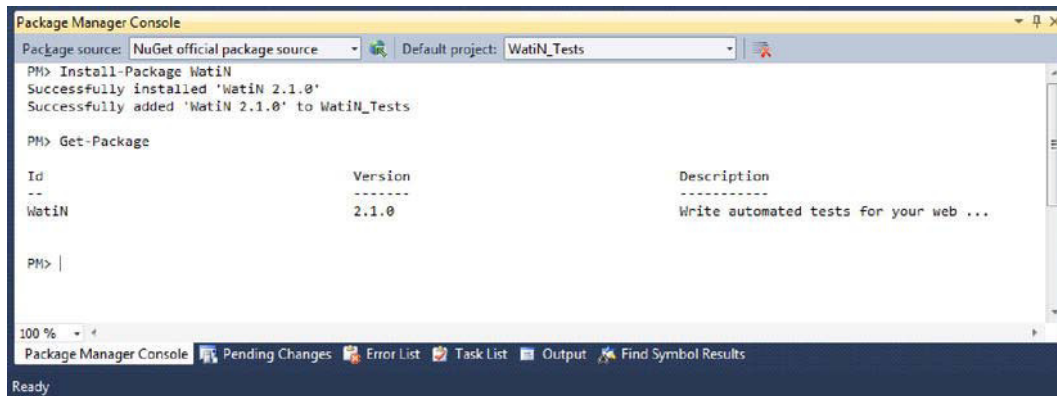 Package Manager Console
Package source: NuGet official package source Default project: WatiN_Tests
PM> Install-Package WatiN
Successfully installed 'WatiN 2.1.0'
Successfully added 'WatiN 2.1.0' to WatiN_Tests
PM> Get-Package
Id Version Description
-- ------- -----------
WatiN 2.1.0 Write automated tests for your web ...
PM>
100 %
Package Manager Console Pending Changes Error List Task List Output Find Symbol Results
Ready